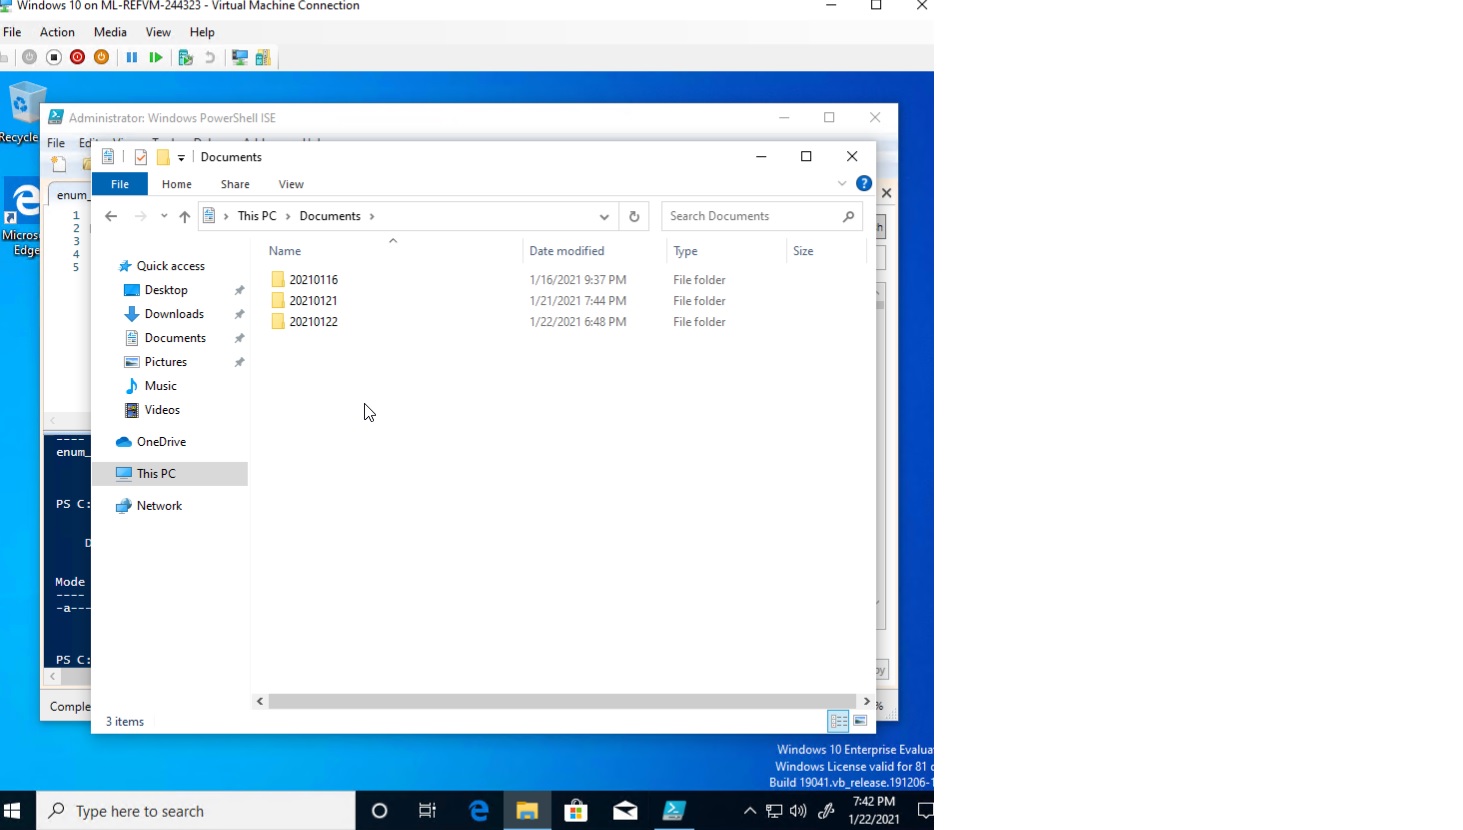 Windows 10 on ML-REFVM-244323 - Virtual Machine Connection
File Action Media View Help
Recycle
Administrator: Windows PowerShell ISE
File
Documents
File Home Share View
enum_
This PC Documents
Search Documents
1
2
3
4
5
Micros
Edge
Name Date modified Type Size
Quick access
Desktop
Downloads
Documents
Pictures
Music
Videos
OneDrive
This PC
Network
20210116 1/16/2021 9:37 PM File folder
20210121 1/21/2021 7:44 PM File folder
20210122 1/22/2021 6:48 PM File folder
----
enum_
PS C:
D
Mode
----
-a---
PS C:
Comple
%
3 items
Windows 10 Enterprise Evalua
Windows License valid for 81
Build 19041.vb_release.191206-1
Type here to search
7:42 PM
1/22/2021